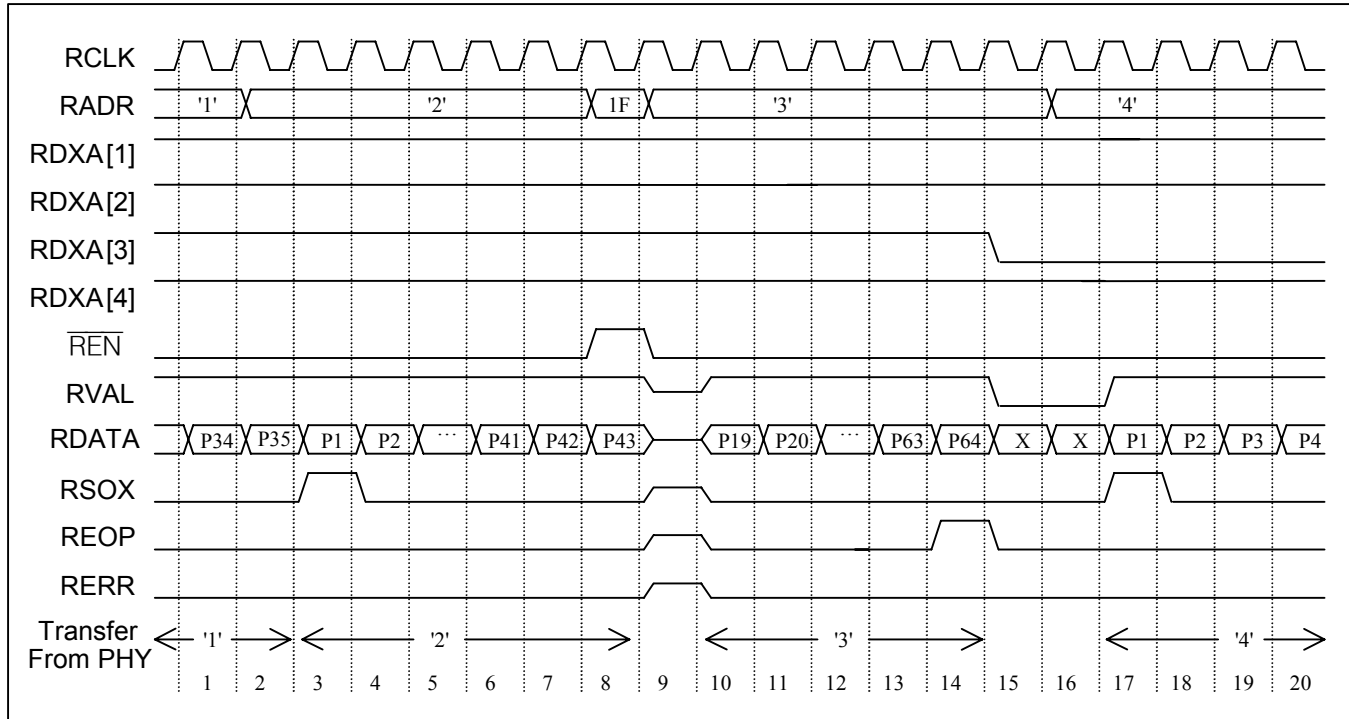 RCLK
RADR '1' '2' 1F '3' '4'
RDXA[1]
RDXA[2]
RDXA[3]
RDXA[4]
REN
RVAL
RDATA P34 P35 P1 P2 ... P41 P42 P43 P19 P20 ... P63 P64 X X P1 P2 P3 P4
RSOX
REOP
RERR
Transfer '1' '2' '3' '4'
From PHY
1 2 3 4 5 6 7 8 9 10 11 12 13 14 15 16 17 18 19 20